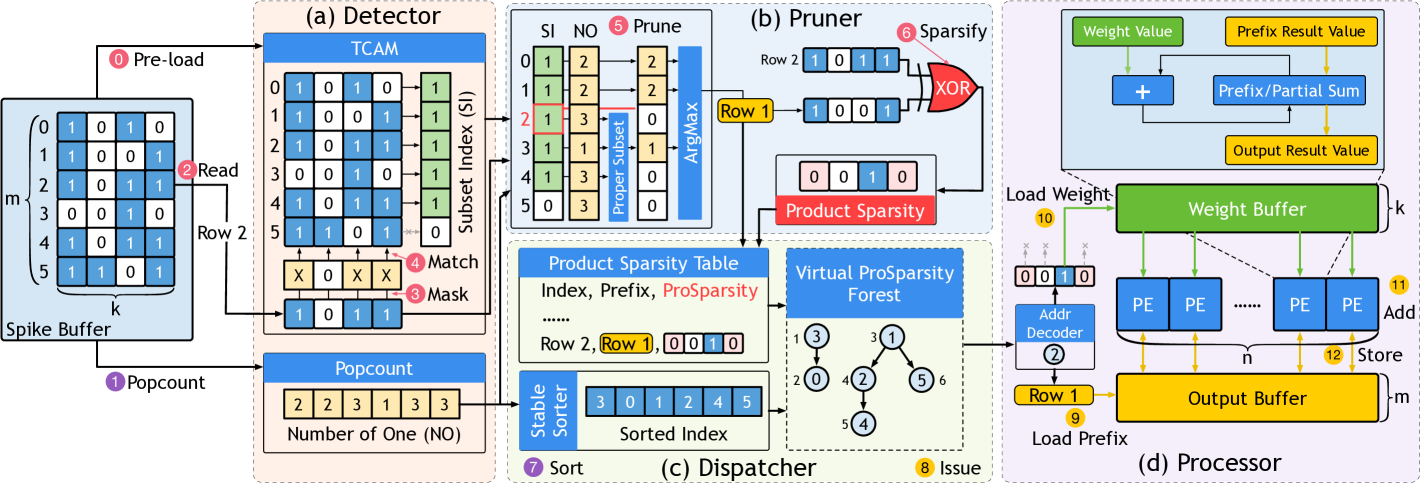 (a) Detector
0 Pre-load
TCAM
0 1 0 1 0 1
1 1 0 0 1 1
2 1 0 1 1 1
3 0 0 1 0 1
4 1 0 1 1 1
5 1 1 0 1 0
Subset Index (SI)
X 0 X X
4 Match
3 Mask
1 0 1 1
m
0 1 0 1 0
1 1 0 0 1
2 1 0 1 1
3 0 0 1 0
4 1 0 1 1
5 1 1 0 1
k
Spike Buffer
2 Read
Row 2
1 Popcount
Popcount
2 2 3 1 3 3
Number of One (NO)
(b) Pruner
SI NO
5 Prune
0 1 2 2
1 1 2 2
2 1 3 0
3 1 1 1
4 1 3 0
5 0 3 0
Proper Subset
ArgMax
6 Sparsify
Row 2 1 0 1 1
Row 1 1 0 0 1
XOR
0 0 1 0
Product Sparsity
Product Sparsity Table
Index, Prefix, ProSparsity
......
Row 2, Row 1, 0 0 1 0
Stable Sorter
3 0 1 2 4 5
Sorted Index
7 Sort
(c) Dispatcher
Virtual ProSparsity
Forest
1 3 3 1
2 0 4 2 5 6
5 4
8 Issue
Weight Value
Prefix Result Value
+
Prefix/Partial Sum
Output Result Value
Load Weight
10
x x x
0 0 1 0
Addr
Decoder
2
Row 1
9
Load Prefix
Weight Buffer
k
PE PE ...... PE PE
11
Add
n
12 Store
Output Buffer
m
(d) Processor